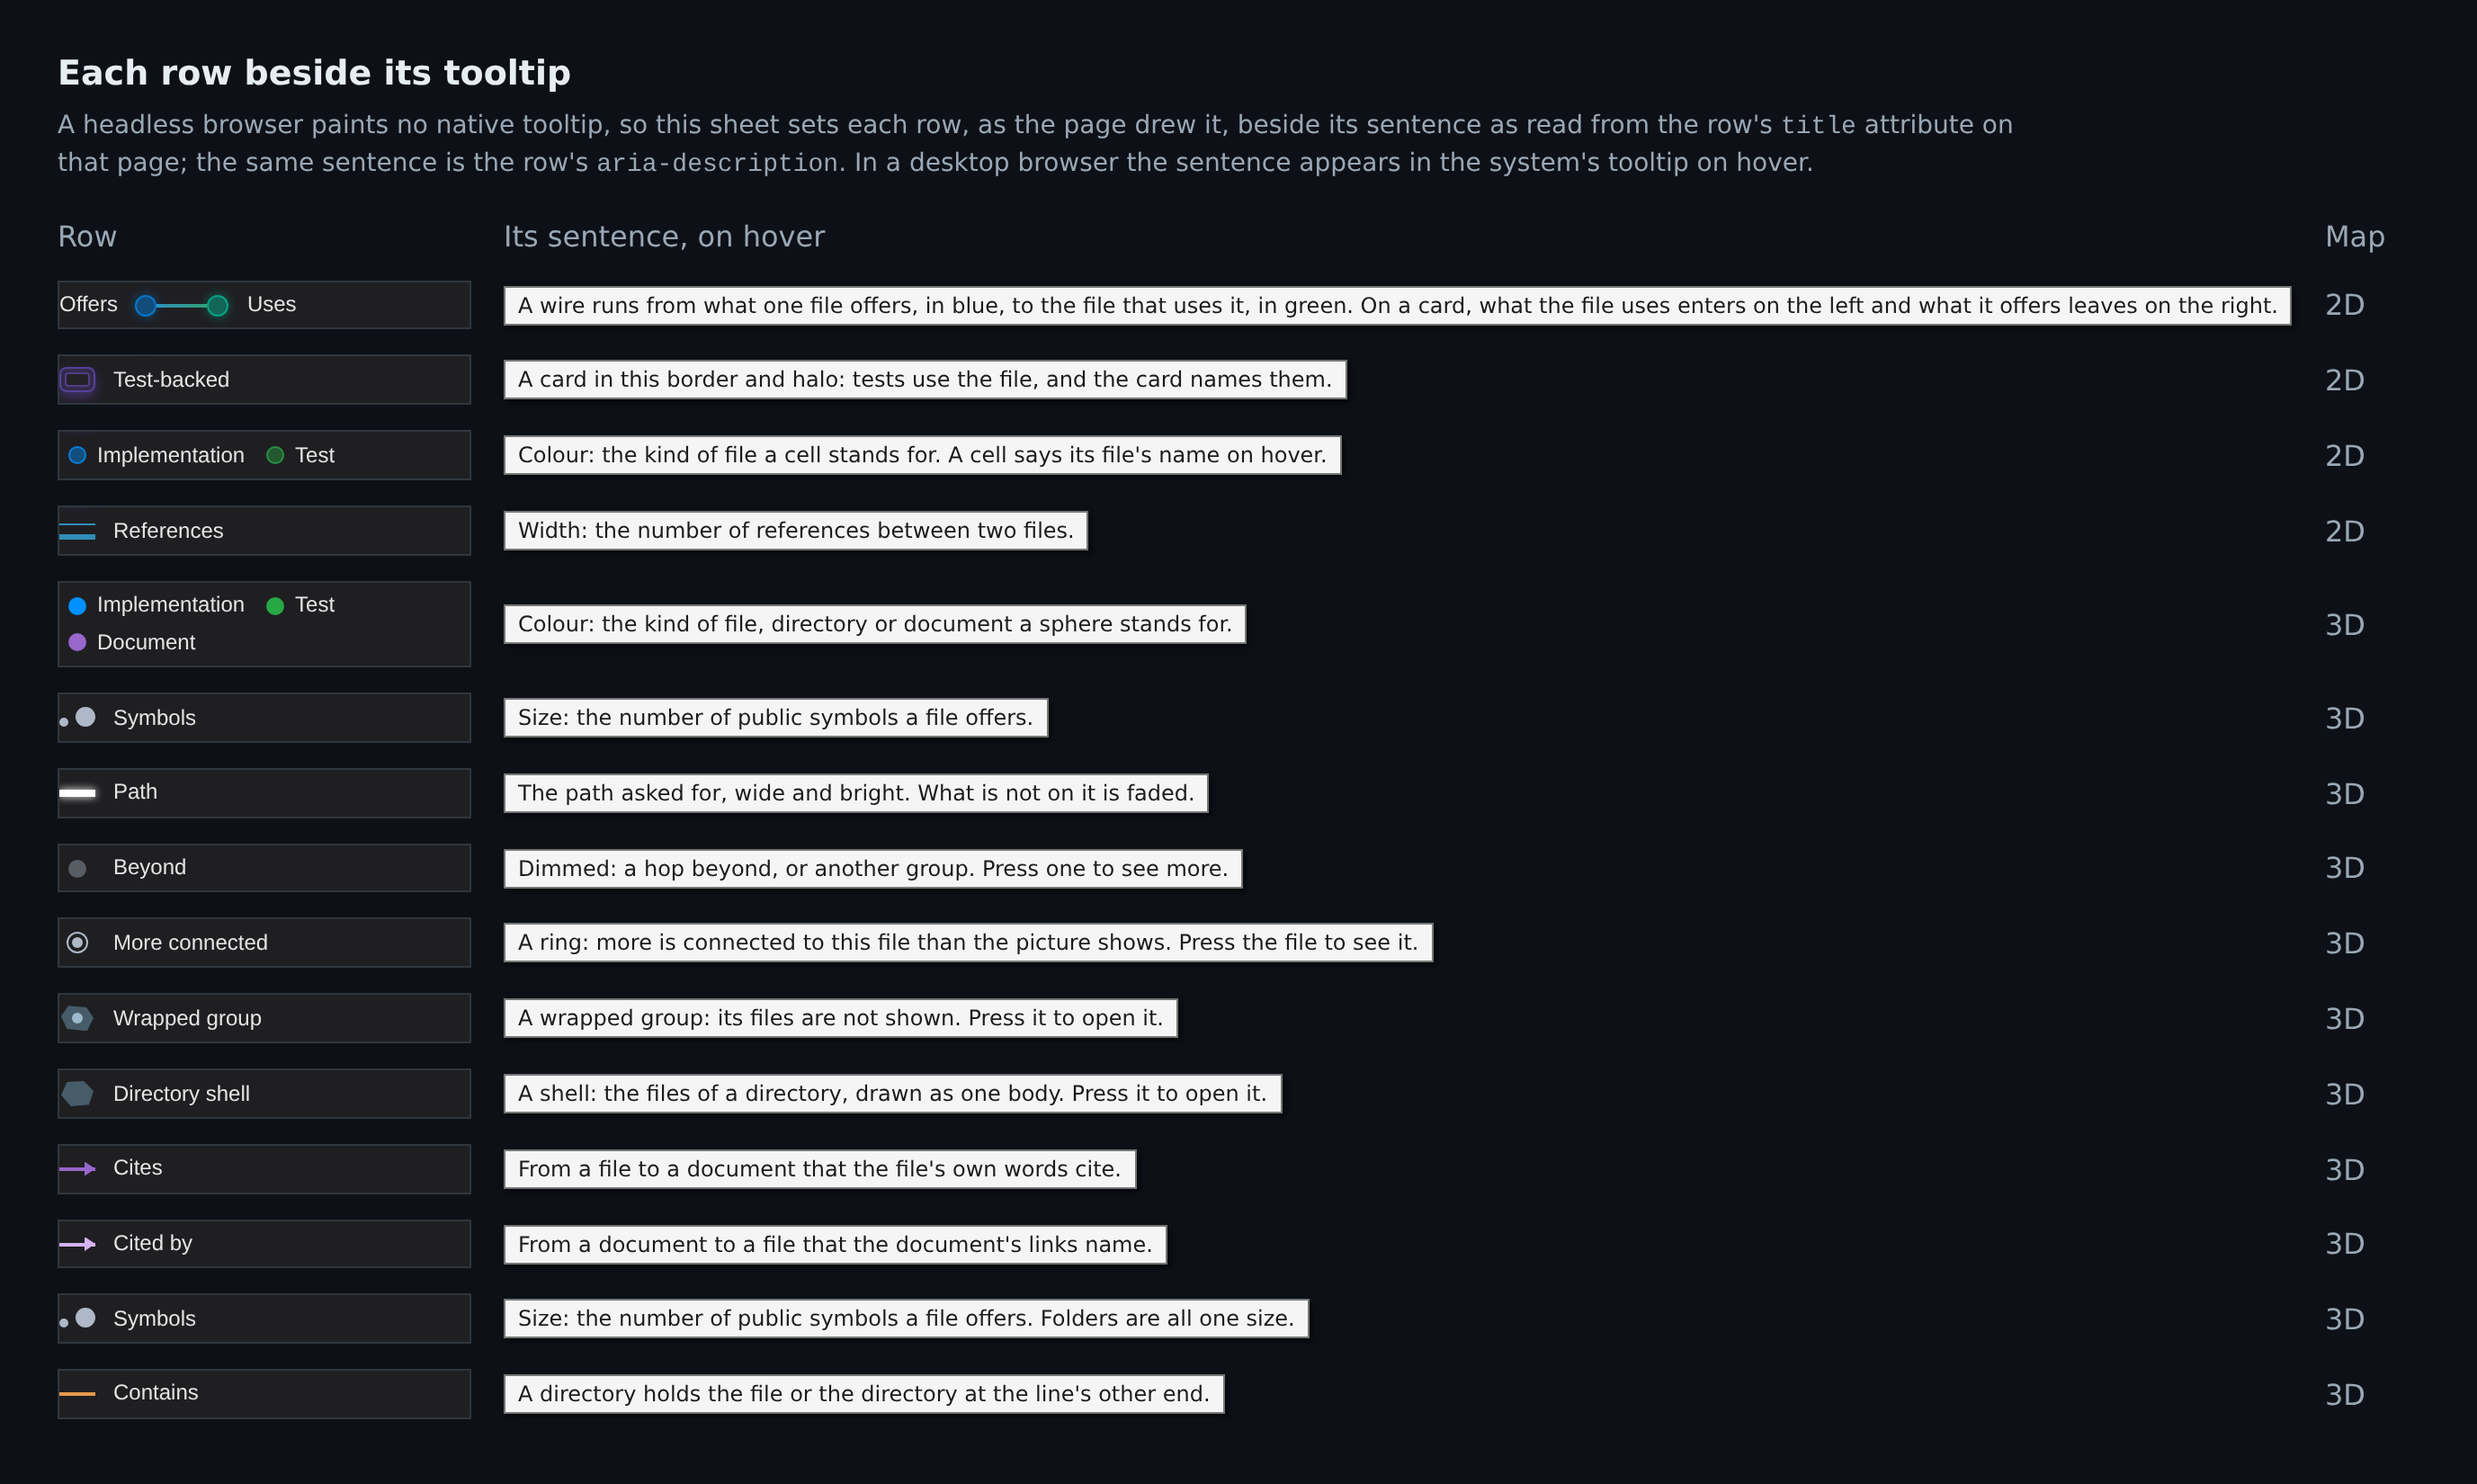 Each row beside its tooltip
A headless browser paints no native tooltip, so this sheet sets each row, as the page drew it, beside its sentence as read from the row's title attribute on
that page; the same sentence is the row's aria-description. In a desktop browser the sentence appears in the system's tooltip on hover.
Row Its sentence, on hover Map
Offers Uses A wire runs from what one file offers, in blue, to the file that uses it, in green. On a card, what the file uses enters on the left and what it offers leaves on the right. 2D
Test-backed A card in this border and halo: tests use the file, and the card names them. 2D
Implementation Test Colour: the kind of file a cell stands for. A cell says its file's name on hover. 2D
References Width: the number of references between two files. 2D
Implementation Test
Document
Colour: the kind of file, directory or document a sphere stands for. 3D
Symbols Size: the number of public symbols a file offers. 3D
Path The path asked for, wide and bright. What is not on it is faded. 3D
Beyond Dimmed: a hop beyond, or another group. Press one to see more. 3D
More connected A ring: more is connected to this file than the picture shows. Press the file to see it. 3D
Wrapped group A wrapped group: its files are not shown. Press it to open it. 3D
Directory shell A shell: the files of a directory, drawn as one body. Press it to open it. 3D
Cites From a file to a document that the file's own words cite. 3D
Cited by From a document to a file that the document's links name. 3D
Symbols Size: the number of public symbols a file offers. Folders are all one size. 3D
Contains A directory holds the file or the directory at the line's other end. 3D